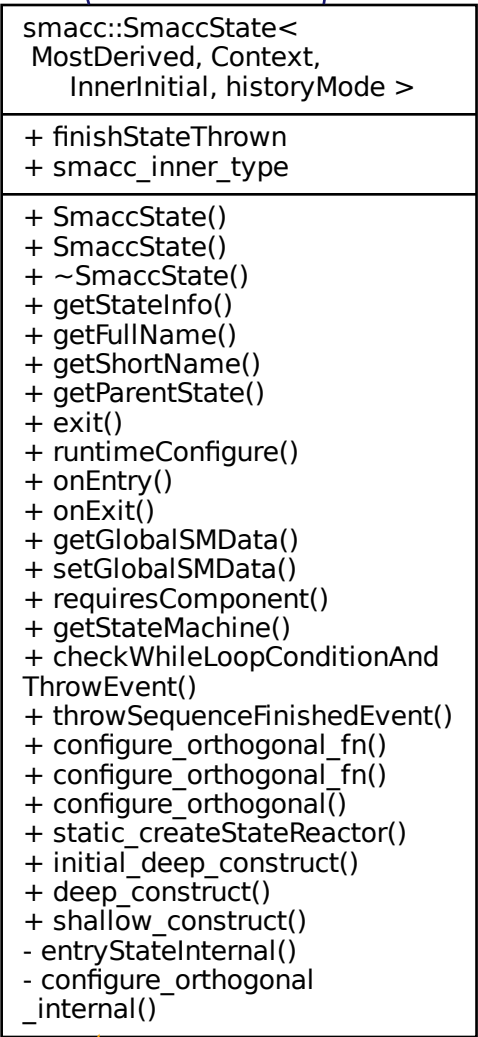 smacc::SmaccState<
MostDerived, Context,
InnerInitial, historyMode >
+ finishStateThrown
+ smacc_inner_type
+ SmaccState()
+ SmaccState()
+ ~SmaccState()
+ getStateInfo()
+ getFullName()
+ getShortName()
+ getParentState()
+ exit()
+ runtimeConfigure()
+ onEntry()
+ onExit()
+ getGlobalSMData()
+ setGlobalSMData()
+ requiresComponent()
+ getStateMachine()
+ checkWhileLoopConditionAnd
ThrowEvent()
+ throwSequenceFinishedEvent()
+ configure_orthogonal_fn()
+ configure_orthogonal_fn()
+ configure_orthogonal()
+ static_createStateReactor()
+ initial_deep_construct()
+ deep_construct()
+ shallow_construct()
- entryStateInternal()
- configure_orthogonal
_internal()